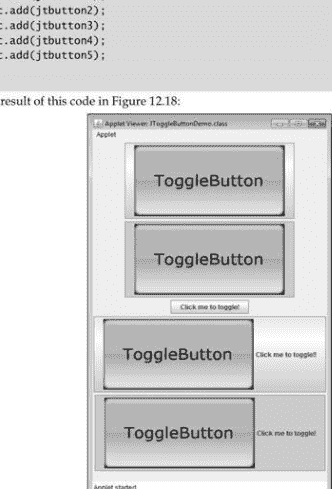 c.add(jtbutton2);
c.add(jtbutton3);
c.add(jtbutton4);
c.add(jtbutton5);
result of this code in Figure 12.18:
Applet Viewer: JToggleButtonDemo.class
Applet
ToggleButton
ToggleButton
Click me to toggle!
ToggleButton Click me to toggle!!
ToggleButton Click me to toggle!
Applet started.